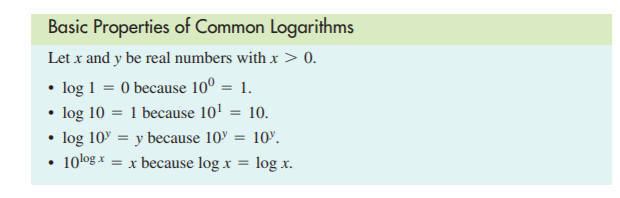 Basic Properties of Common Logarithms
Let x and y be real numbers with x > 0.
• log 1 = 0 because 10⁰ = 1.
• log 10 = 1 because 10¹ = 10.
• log 10ʸ = y because 10ʸ = 10ʸ.
• 10^log x = x because log x = log x.